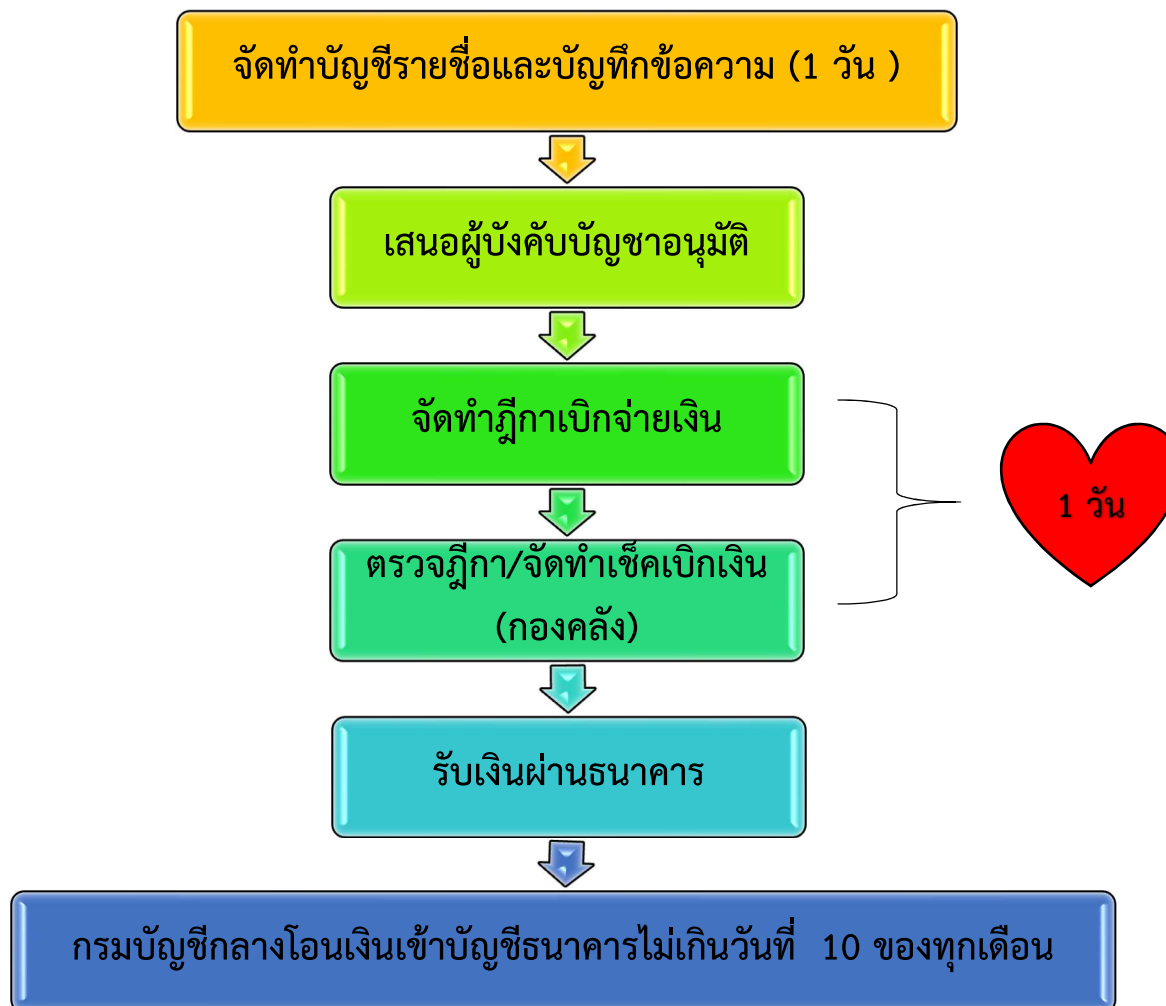 จัดทำบัญชีรายชื่อและบัญทึกข้อความ (1 วัน )
เสนอผู้บังคับบัญชาอนุมัติ
จัดทำฎีกาเบิกจ่ายเงิน
1 วัน
ตรวจฎีกา/จัดทำเช็คเบิกเงิน
(กองคลัง)
รับเงินผ่านธนาคาร
กรมบัญชีกลางโอนเงินเข้าบัญชีธนาคารไม่เกินวันที่ 10 ของทุกเดือน